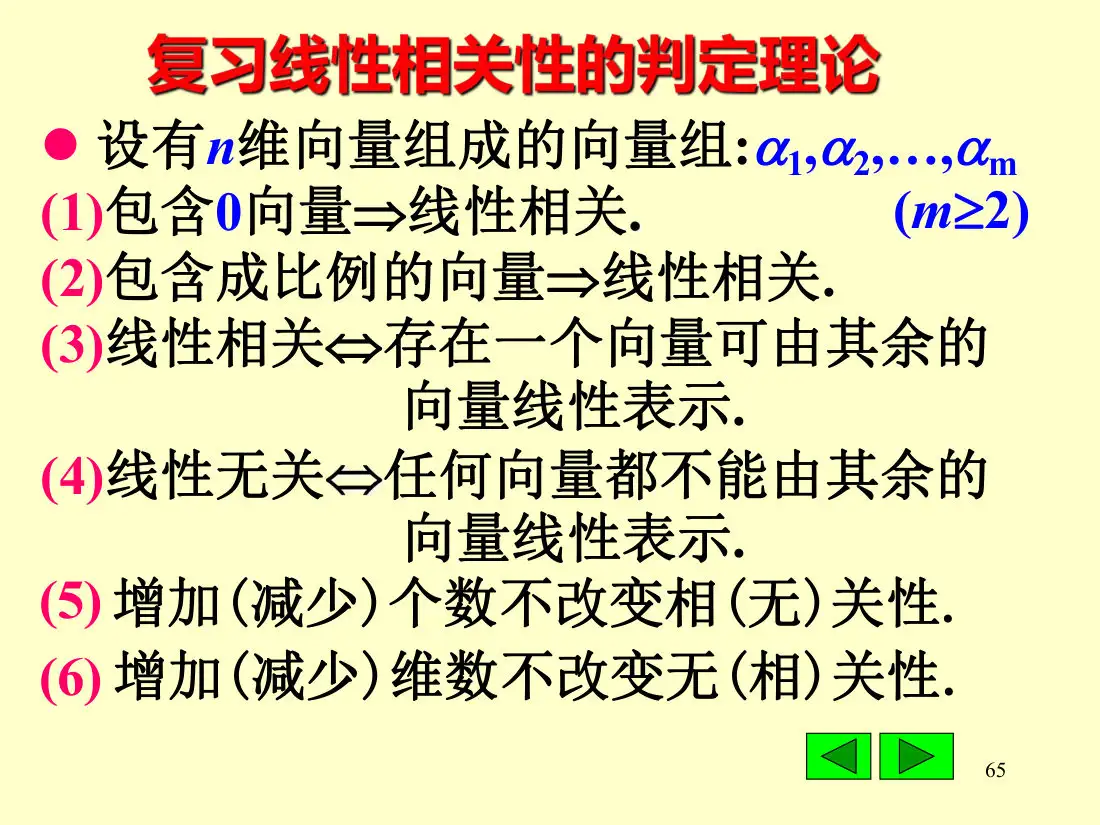 复习线性相关性的判定理论
● 设有n维向量组成的向量组:α1,α2,…,αm
(1)包含0向量⇒线性相关. (m≥2)
(2)包含成比例的向量⇒线性相关.
(3)线性相关⇔存在一个向量可由其余的
向量线性表示.
(4)线性无关⇔任何向量都不能由其余的
向量线性表示.
(5) 增加(减少)个数不改变相(无)关性.
(6) 增加(减少)维数不改变无(相)关性.
65